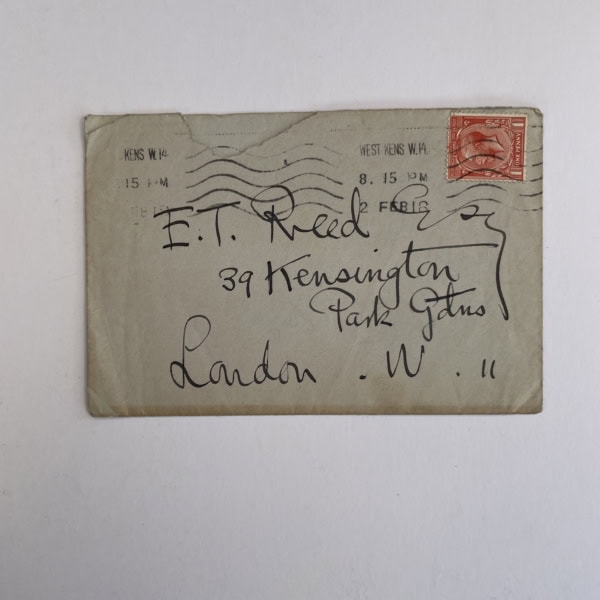 KENS W.14.
15 PM
WEST KENS W.14.
8. 15 PM
2 FEB 18
E.T. Reed Esq
39 Kensington
Park Gdns
London . W . 11